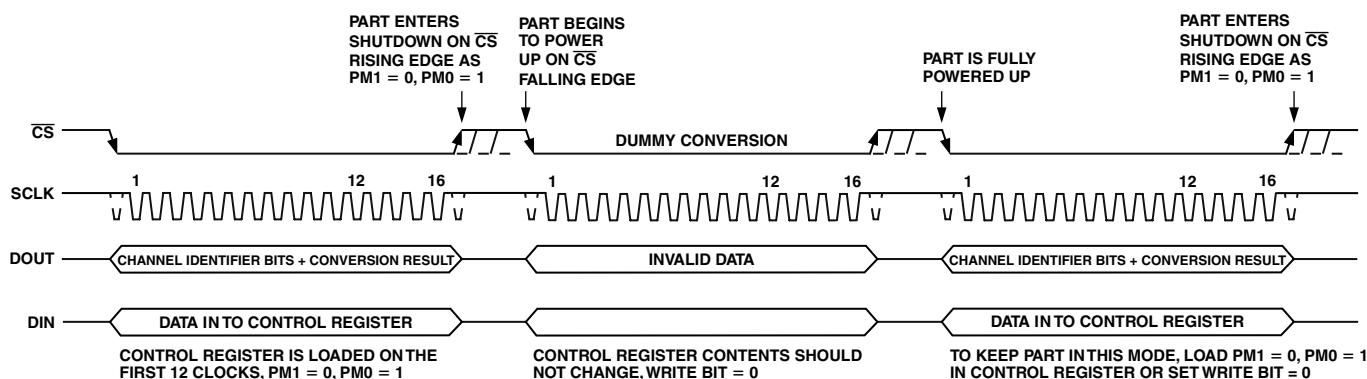 PART ENTERS
SHUTDOWN ON CS
RISING EDGE AS
PM1 = 0, PM0 = 1
PART BEGINS
TO POWER
UP ON CS
FALLING EDGE
PART IS FULLY
POWERED UP
PART ENTERS
SHUTDOWN ON CS
RISING EDGE AS
PM1 = 0, PM0 = 1
CS
DUMMY CONVERSION
SCLK
1 12 16 1 12 16 1 12 16
DOUT
CHANNEL IDENTIFIER BITS + CONVERSION RESULT
INVALID DATA
CHANNEL IDENTIFIER BITS + CONVERSION RESULT
DIN
DATA IN TO CONTROL REGISTER
DATA IN TO CONTROL REGISTER
CONTROL REGISTER IS LOADED ON THE
FIRST 12 CLOCKS, PM1 = 0, PM0 = 1
CONTROL REGISTER CONTENTS SHOULD
NOT CHANGE, WRITE BIT = 0
TO KEEP PART IN THIS MODE, LOAD PM1 = 0, PM0 = 1
IN CONTROL REGISTER OR SET WRITE BIT = 0